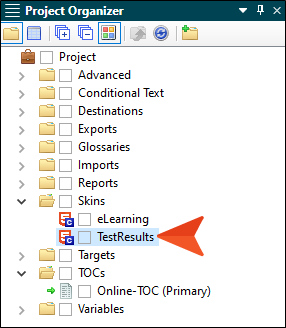 Project Organizer
Project
Advanced
Conditional Text
Destinations
Exports
Glossaries
Imports
Reports
Skins
eLearning
TestResults
Targets
TOCs
Online-TOC (Primary)
Variables